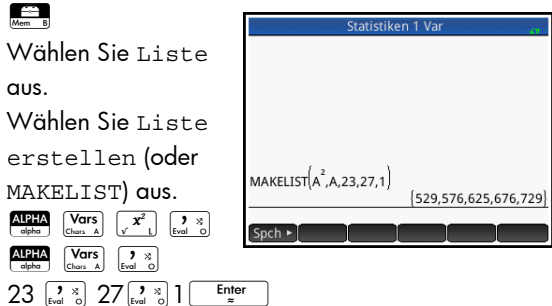 Mem B
Wählen Sie Liste
aus.
Wählen Sie Liste
erstellen (oder
MAKELIST) aus.
ALPHA alpha Vars Chars A x² √ L , Eval O
ALPHA alpha Vars Chars A , Eval O
23 , Eval O 27 , Eval O 1 Enter ≈
Statistiken 1 Var
MAKELIST(A²,A,23,27,1)
{529,576,625,676,729}
Spch ▸